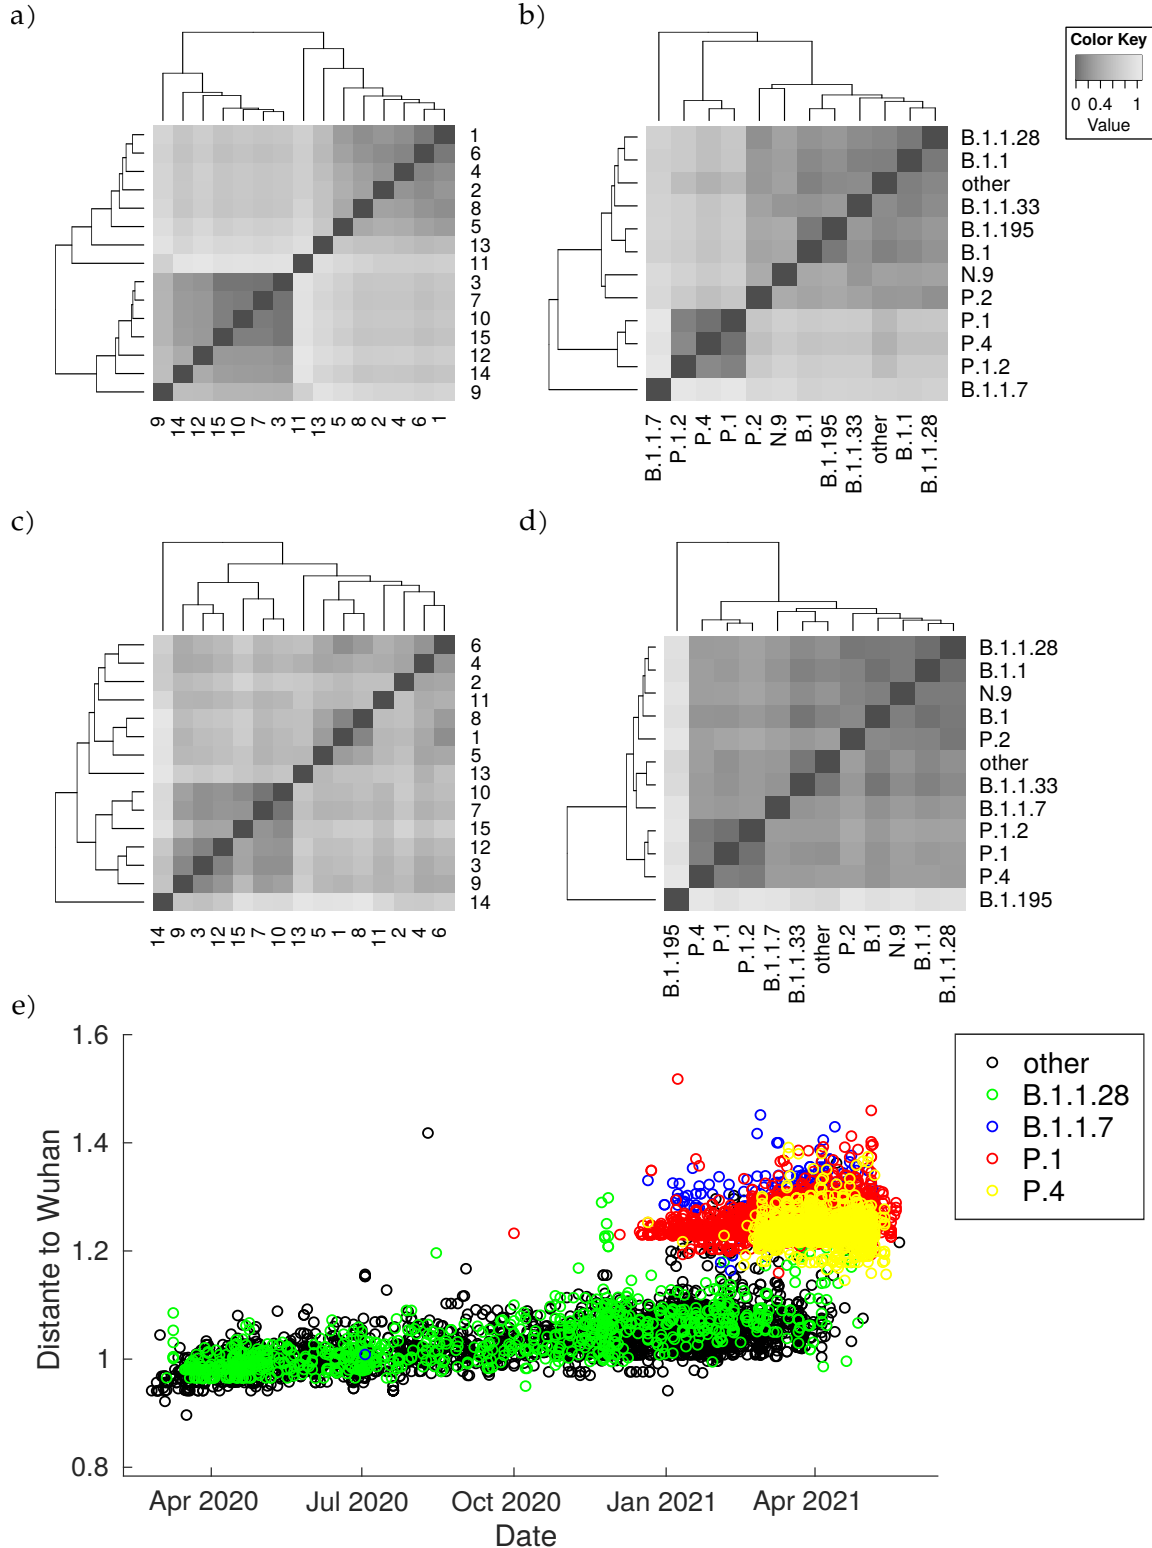 a)
b)
Color Key
0 0.4 1
Value
1
6
4
2
8
5
13
11
3
7
10
15
12
14
9
9 14 12 15 10 7 3 11 13 5 8 2 4 6 1
B.1.1.28
B.1.1
other
B.1.1.33
B.1.195
B.1
N.9
P.2
P.1
P.4
P.1.2
B.1.1.7
B.1.1.7 P.1.2 P.4 P.1 P.2 N.9 B.1 B.1.195 B.1.1.33 other B.1.1 B.1.1.28
c)
d)
6
4
2
11
8
1
5
13
10
7
15
12
3
9
14
14 9 3 12 15 7 10 13 5 1 8 11 2 4 6
B.1.1.28
B.1.1
N.9
B.1
P.2
other
B.1.1.33
B.1.1.7
P.1.2
P.1
P.4
B.1.195
B.1.195 P.4 P.1 P.1.2 B.1.1.7 B.1.1.33 other P.2 B.1 N.9 B.1.1 B.1.1.28
e)
Distante to Wuhan
1.6
1.4
1.2
1
0.8
Apr 2020 Jul 2020 Oct 2020 Jan 2021 Apr 2021
Date
other
B.1.1.28
B.1.1.7
P.1
P.4